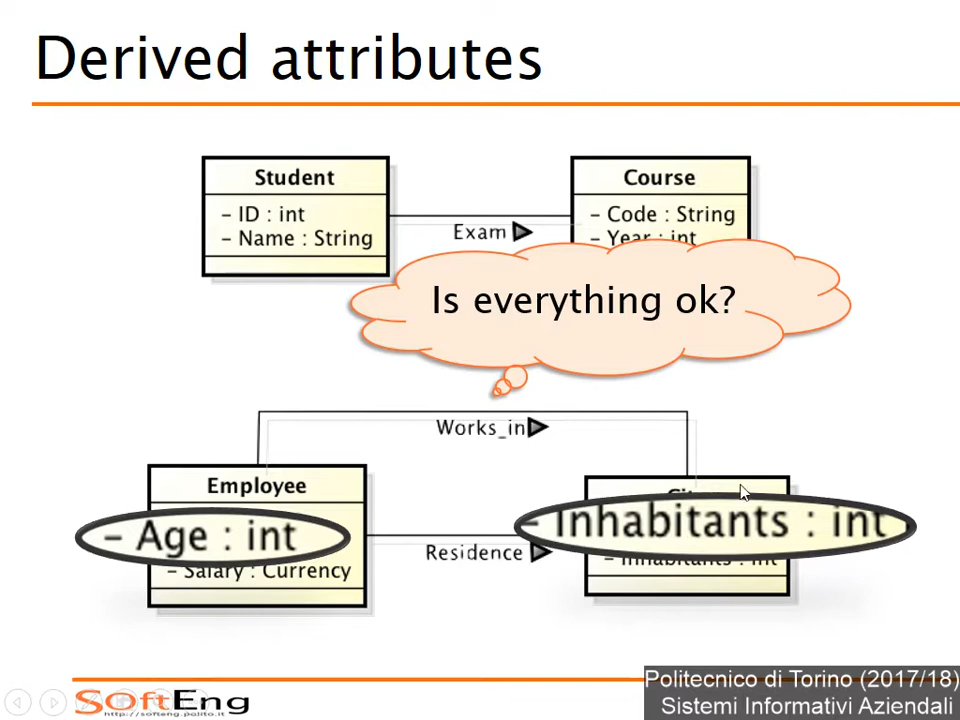 Derived attributes
Student
- ID : int
- Name : String
Exam
Course
- Code : String
- Year : int
Is everything ok?
Works_in
Employee
- Age : int
- Salary : Currency
Residence
- Inhabitants : int
- Inhabitants : int
SOftEng
http://softeng.polito.it
Politecnico di Torino (2017/18)
Sistemi Informativi Aziendali